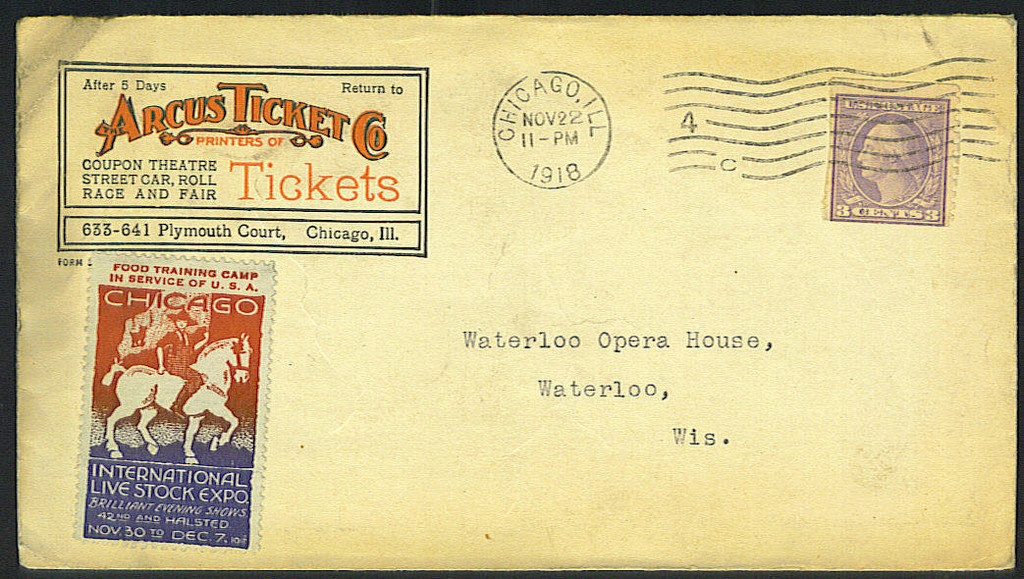 After 5 Days Return to
THE ARCUS TICKET Co
PRINTERS OF
COUPON THEATRE
STREET CAR, ROLL
RACE AND FAIR
Tickets
633-641 Plymouth Court, Chicago, Ill.
FORM
CHICAGO, ILL
NOV 22
11-PM
1918
4
C
U.S. POSTAGE
3 CENTS 3
FOOD TRAINING CAMP
IN SERVICE OF U. S. A.
CHICAGO
INTERNATIONAL
LIVE STOCK EXPO.
BRILLIANT EVENING SHOWS
42ND AND HALSTED
NOV. 30 TO DEC. 7.
Waterloo Opera House,
Waterloo,
Wis.